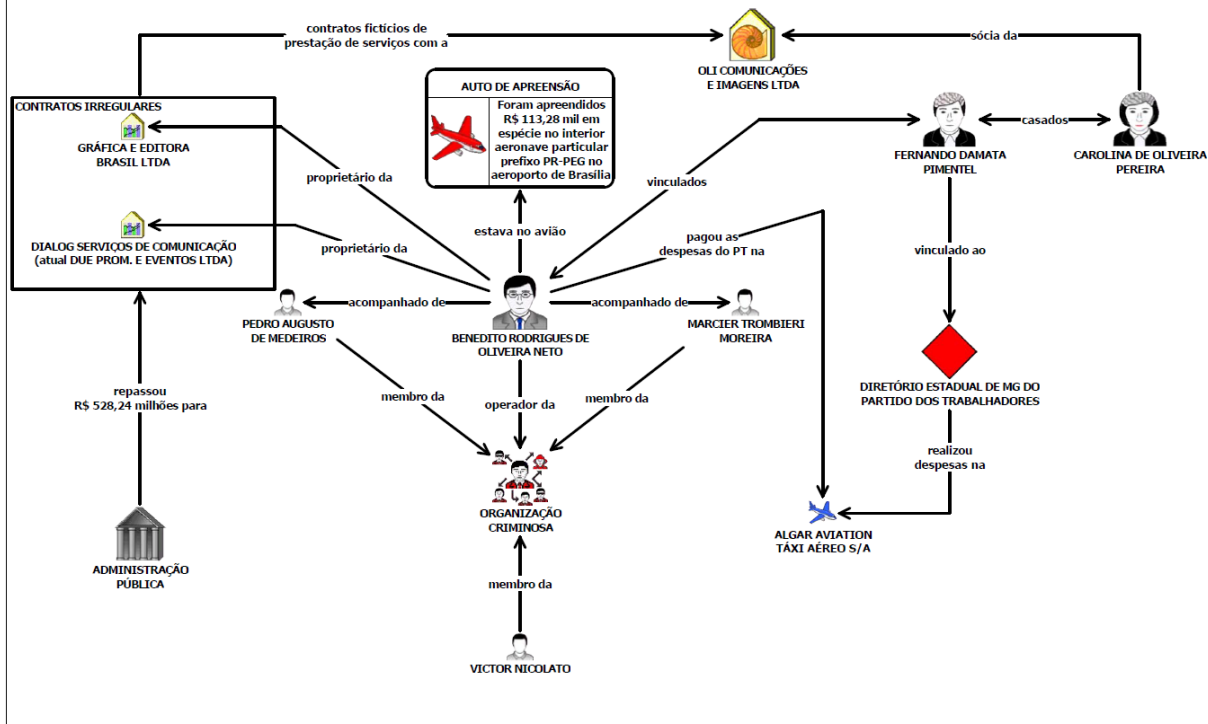 contratos fictícios de
prestação de serviços com a
sócia da
OLI COMUNICAÇÕES
E IMAGENS LTDA
AUTO DE APREENSÃO
Foram apreendidos
R$ 113,28 mil em
espécie no interior
aeronave particular
prefixo PR-PEG no
aeroporto de Brasília
CONTRATOS IRREGULARES
GRÁFICA E EDITORA
BRASIL LTDA
casados
FERNANDO DAMATA
PIMENTEL
CAROLINA DE OLIVEIRA
PEREIRA
proprietário da
vinculados
estava no avião
pagou as
despesas do PT na
DIALOG SERVIÇOS DE COMUNICAÇÃO
(atual DUE PROM. E EVENTOS LTDA)
proprietário da
vinculado ao
acompanhado de
acompanhado de
PEDRO AUGUSTO
DE MEDEIROS
BENEDITO RODRIGUES DE
OLIVEIRA NETO
MARCIER TROMBIERI
MOREIRA
repassou
R$ 528,24 milhões para
membro da
operador da
membro da
DIRETÓRIO ESTADUAL DE MG DO
PARTIDO DOS TRABALHADORES
realizou
despesas na
ORGANIZAÇÃO
CRIMINOSA
ALGAR AVIATION
TÁXI AÉREO S/A
ADMINISTRAÇÃO
PÚBLICA
membro da
VICTOR NICOLATO